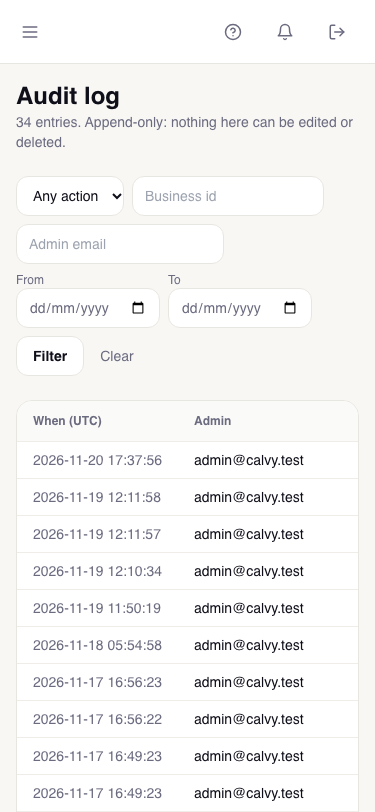 Audit log
34 entries. Append-only: nothing here can be edited or
deleted.
Any action
Business id
Admin email
From To
dd/mm/yyyy dd/mm/yyyy
Filter Clear
When (UTC) Admin
2026-11-20 17:37:56 admin@calvy.test
2026-11-19 12:11:58 admin@calvy.test
2026-11-19 12:11:57 admin@calvy.test
2026-11-19 12:10:34 admin@calvy.test
2026-11-19 11:50:19 admin@calvy.test
2026-11-18 05:54:58 admin@calvy.test
2026-11-17 16:56:23 admin@calvy.test
2026-11-17 16:56:22 admin@calvy.test
2026-11-17 16:49:23 admin@calvy.test
2026-11-17 16:49:23 admin@calvy.test